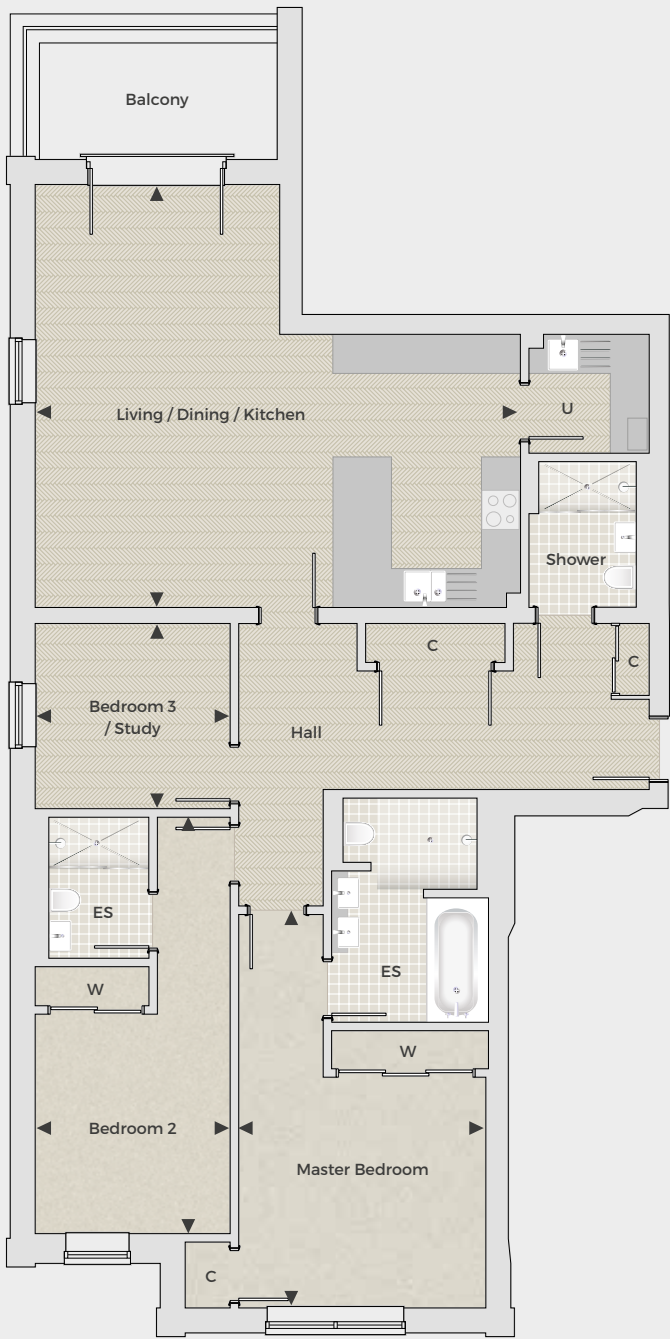 Balcony
Living / Dining / Kitchen
U
Shower
C
C
Bedroom 3
/ Study
Hall
ES
ES
W
W
Bedroom 2
Master Bedroom
C